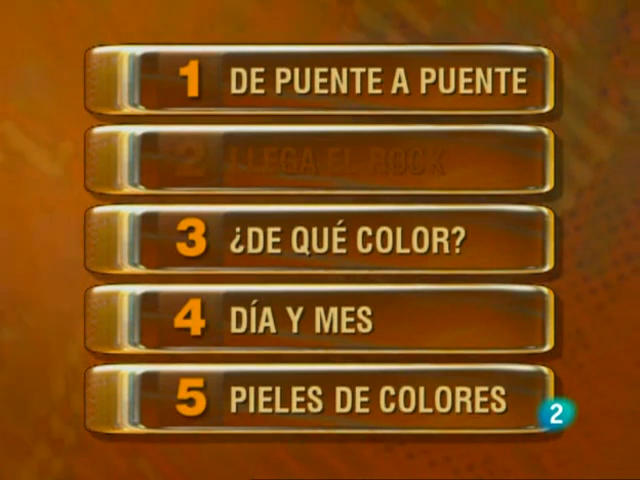 1 DE PUENTE A PUENTE
2 LLEGA EL ROCK
3 ¿DE QUÉ COLOR?
4 DÍA Y MES
5 PIELES DE COLORES
2